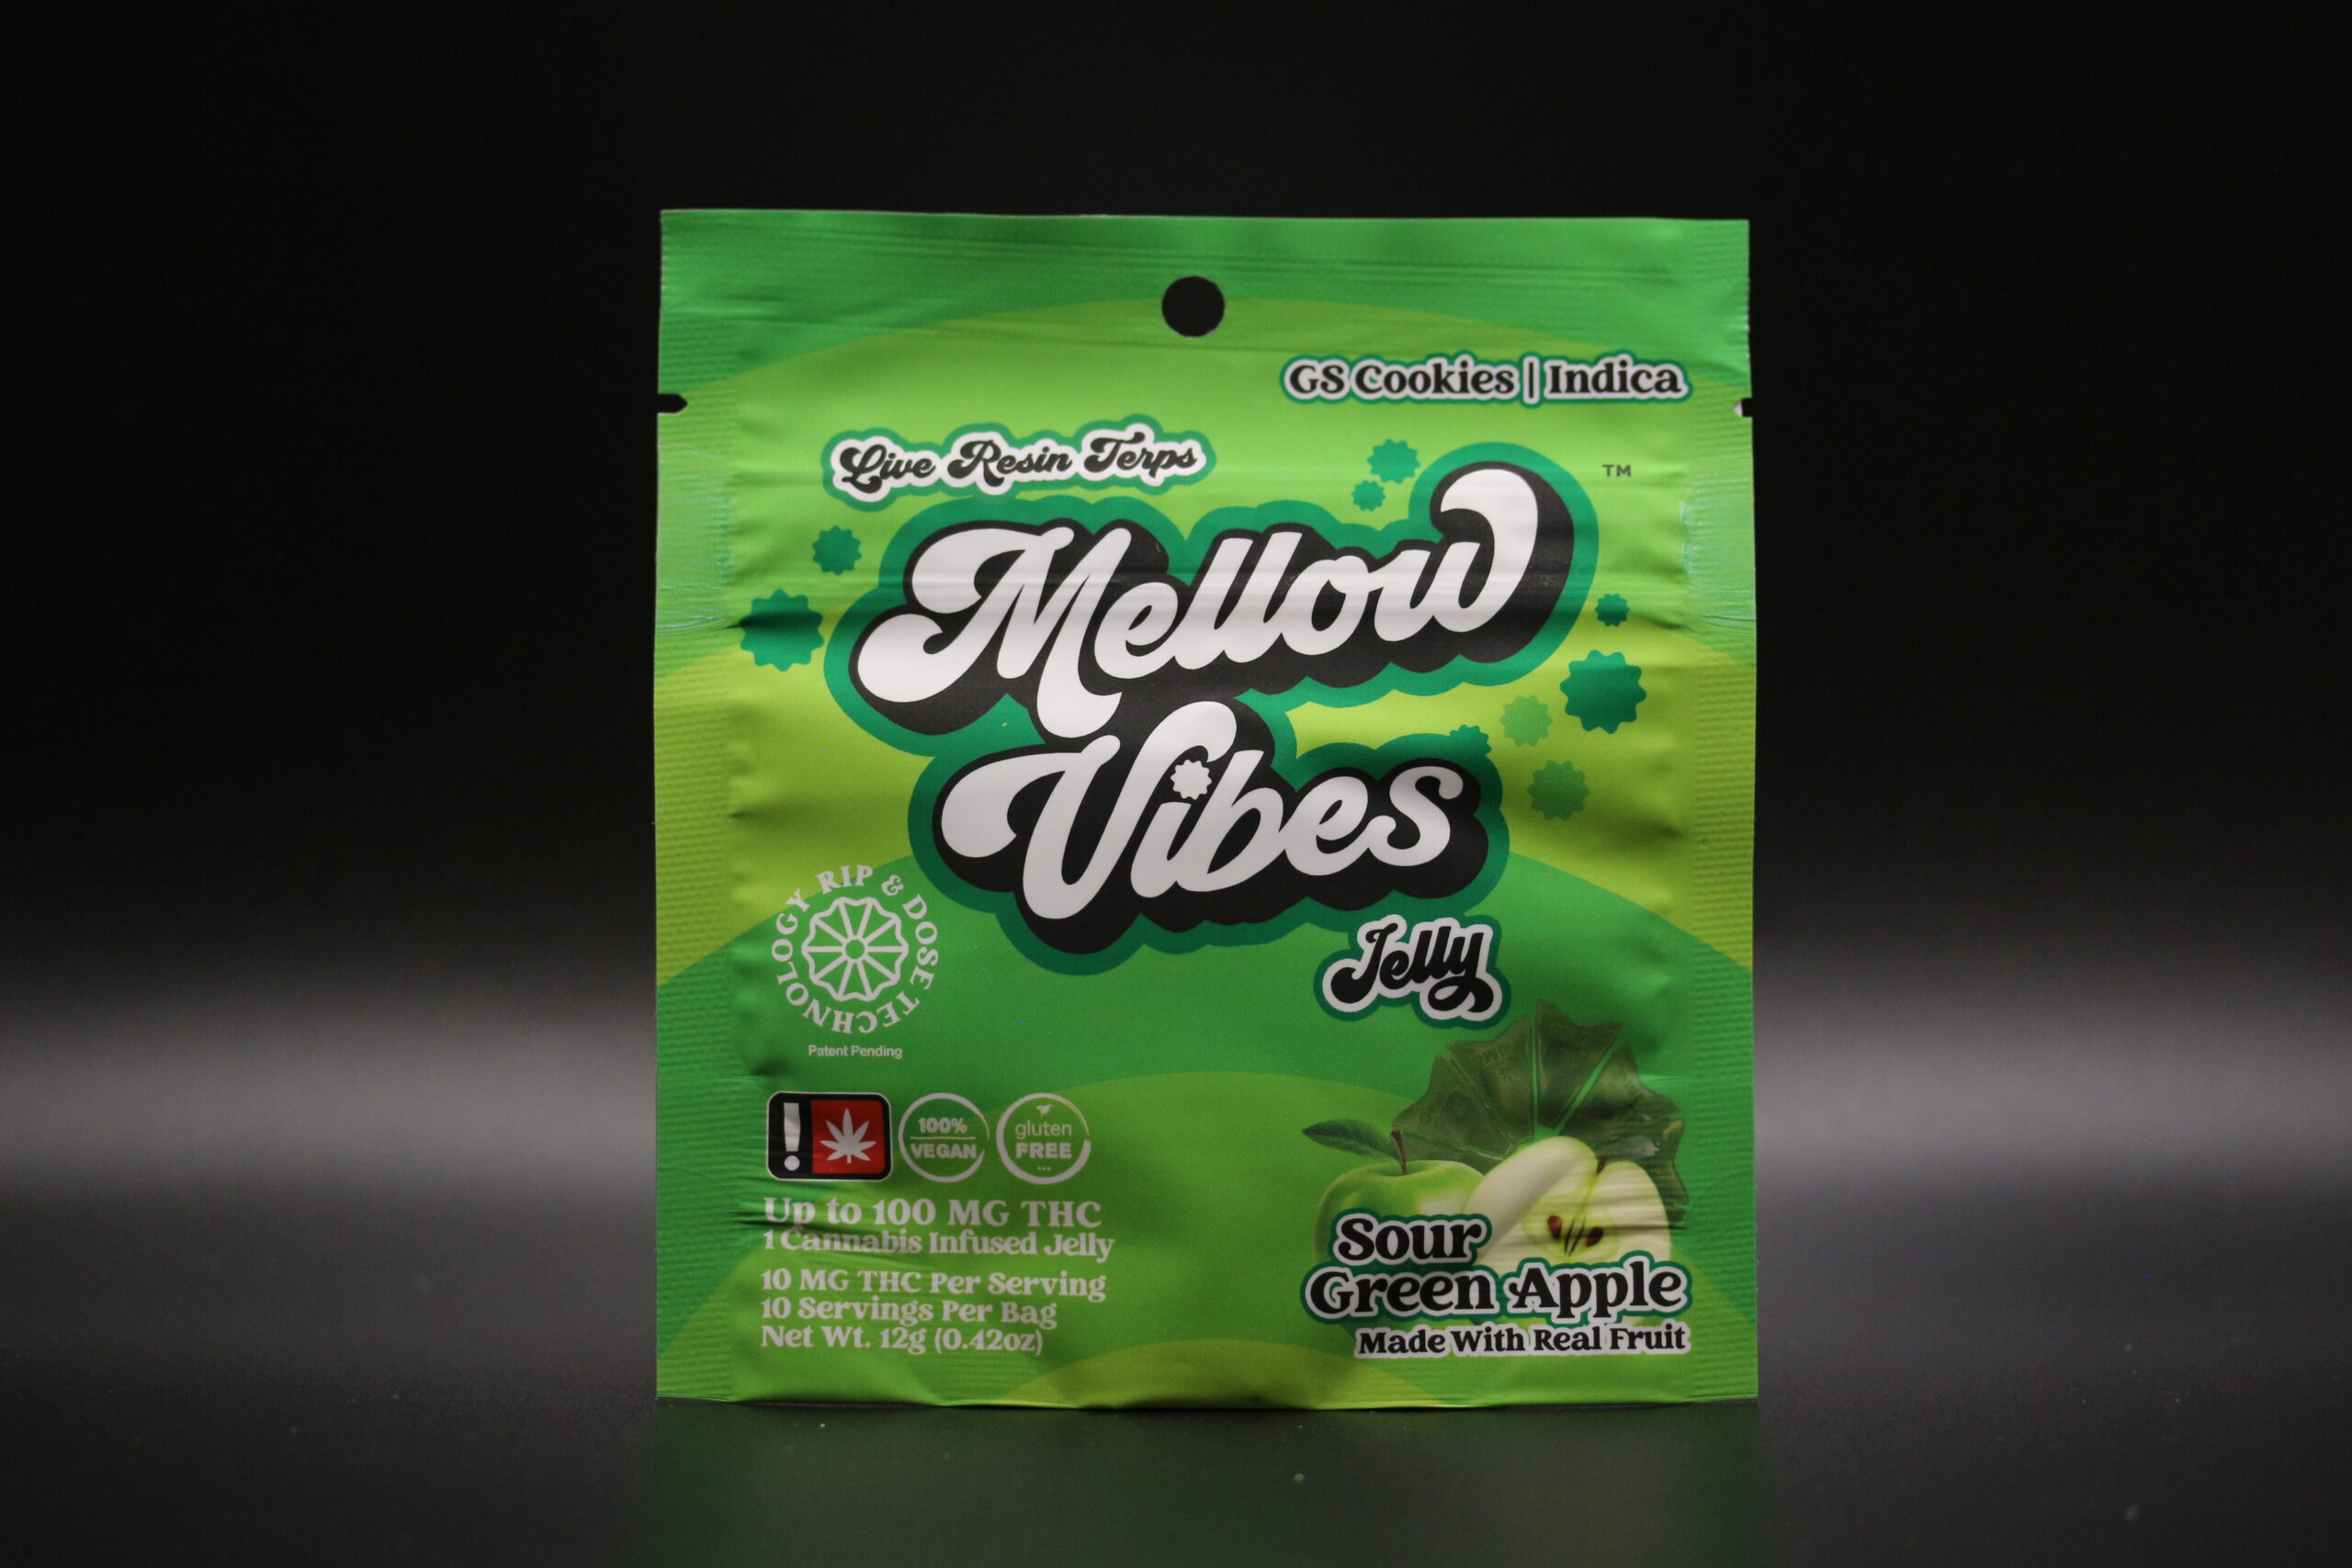 GS Cookies | Indica
Live Resin Terps
TM
Mellow
Vibes
Jelly
RIP & DOSE TECHNOLOGY
Patent Pending
!
100%
VEGAN
gluten
FREE
Up to 100 MG THC
1 Cannabis Infused Jelly
10 MG THC Per Serving
10 Servings Per Bag
Net Wt. 12g (0.42oz)
Sour
Green Apple
Made With Real Fruit